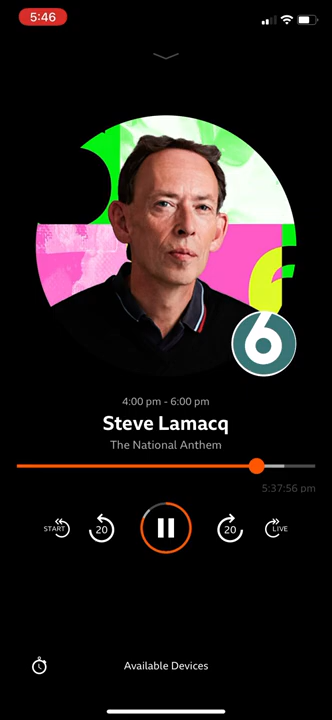 5:46
6
4:00 pm - 6:00 pm
Steve Lamacq
The National Anthem
5:37:56 pm
START
20
20
LIVE
Available Devices